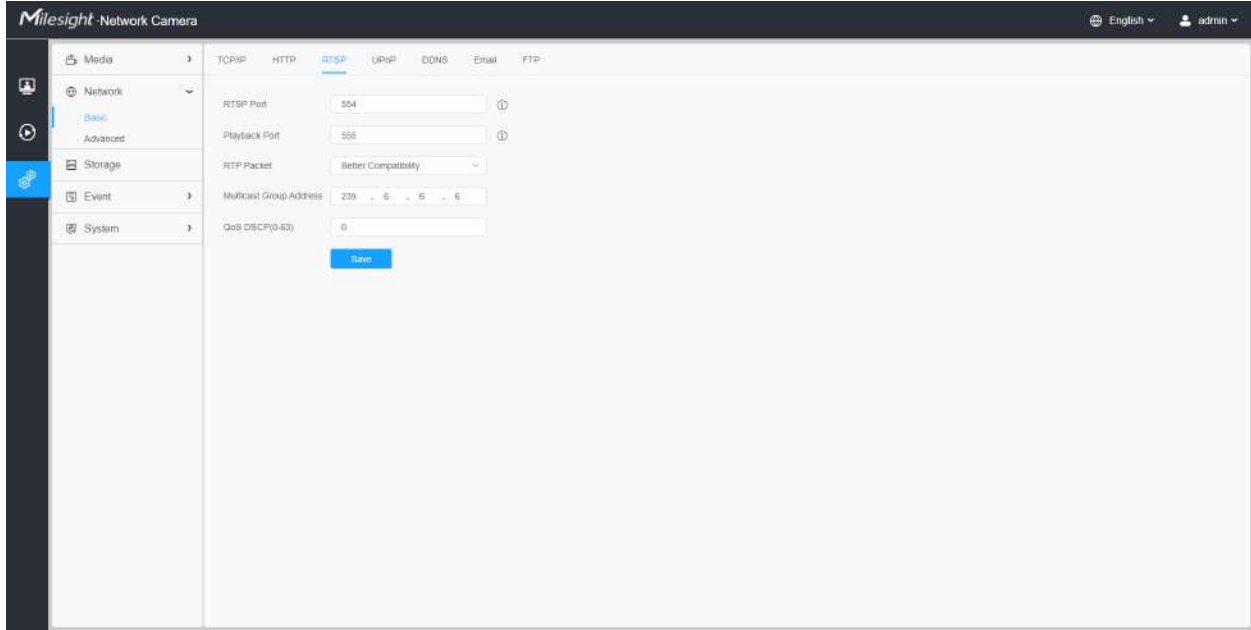 Milesight-Network Camera
English
admin
Media
TCP/IP HTTP RTSP UPnP DDNS Email FTP
Network
Basic
Advanced
Storage
Event
System
RTSP Port 554
Playback Port 555
RTP Packet Better Compatibility
Multicast Group Address 239 . 6 . 6 . 6
QoS DSCP(0-63) 0
Save